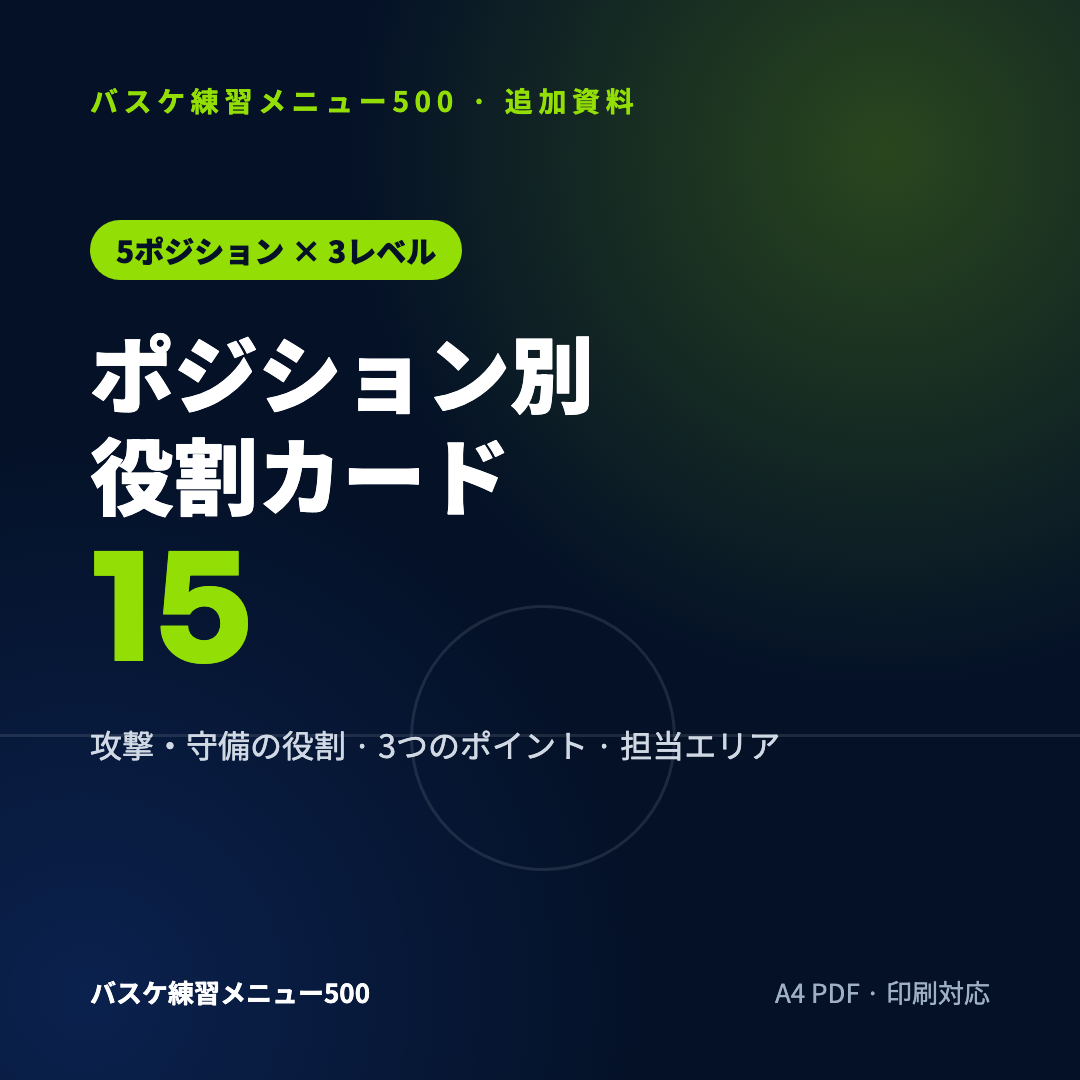 バスケ練習メニュー500 · 追加資料
5ポジション × 3レベル
ポジション別
役割カード
15
攻撃・守備の役割 · 3つのポイント · 担当エリア
バスケ練習メニュー500
A4 PDF · 印刷対応